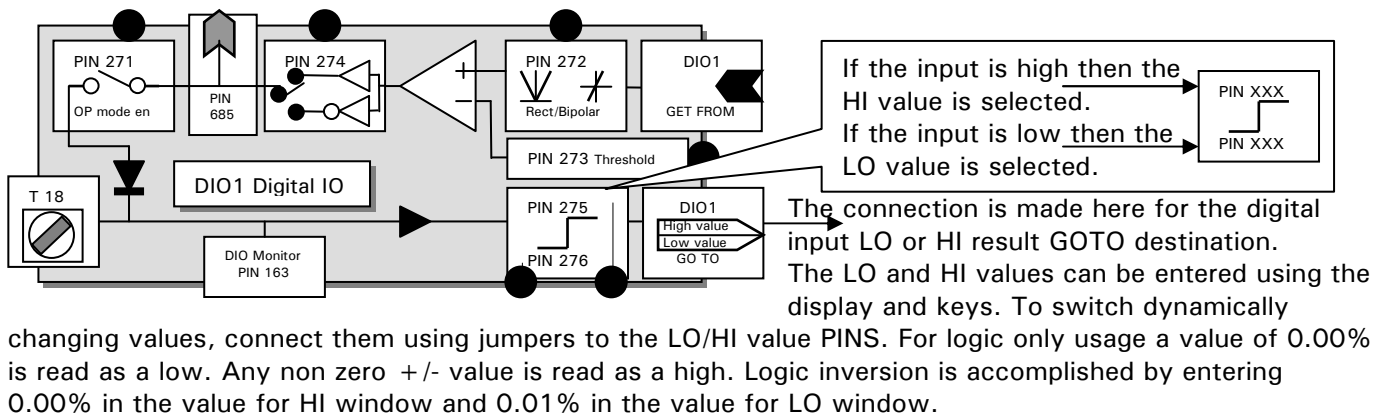 PIN 271
OP mode en
PIN
685
PIN 274
PIN 272
Rect/Bipolar
DIO1
GET FROM
PIN 273 Threshold
T 18
DIO1 Digital IO
DIO Monitor
PIN 163
PIN 275
PIN 276
DIO1
High value
Low value
GO TO
If the input is high then the
HI value is selected.
If the input is low then the
LO value is selected.
PIN XXX
PIN XXX
The connection is made here for the digital
input LO or HI result GOTO destination.
The LO and HI values can be entered using the
display and keys. To switch dynamically
changing values, connect them using jumpers to the LO/HI value PINS. For logic only usage a value of 0.00%
is read as a low. Any non zero +/- value is read as a high. Logic inversion is accomplished by entering
0.00% in the value for HI window and 0.01% in the value for LO window.